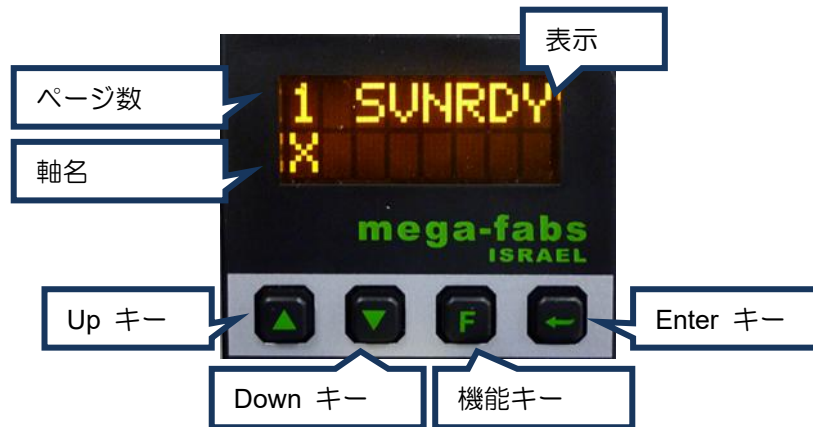 表示
ページ数
1 SVNRDY
軸名
X
mega-fabs
ISRAEL
Up キー
F
Enter キー
Down キー
機能キー